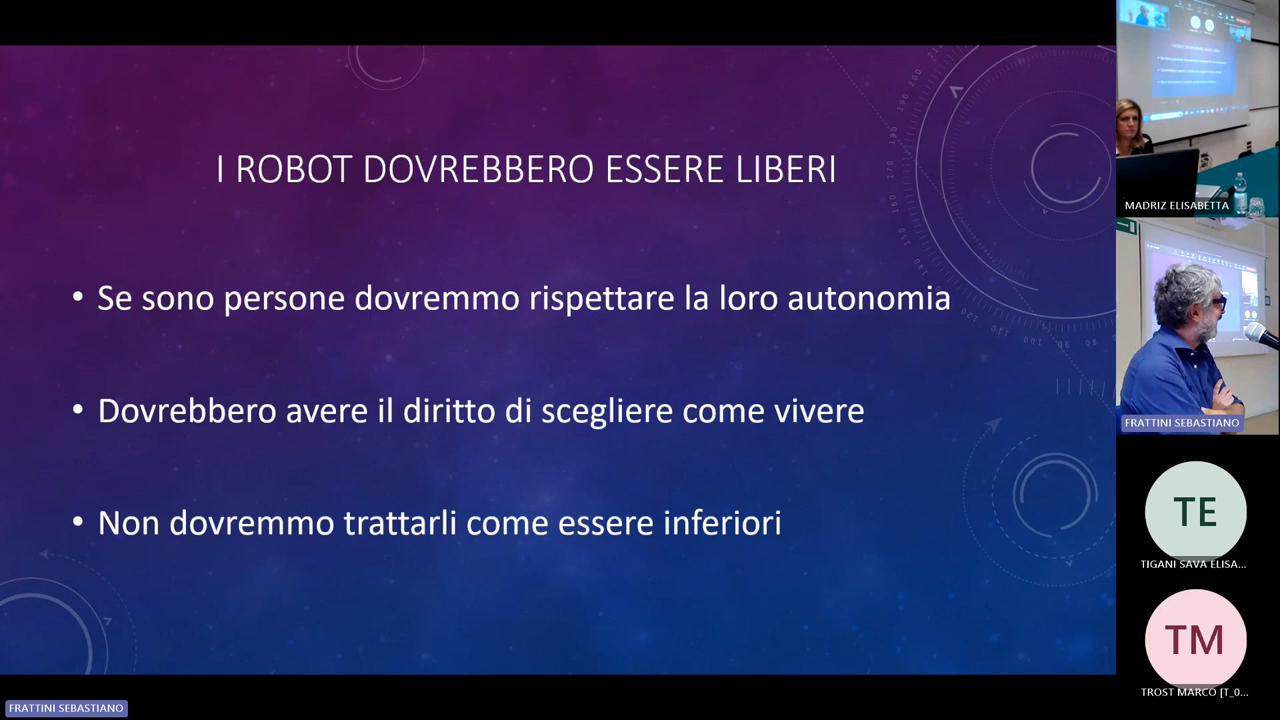 I ROBOT DOVREBBERO ESSERE LIBERI
• Se sono persone dovremmo rispettare la loro autonomia
• Dovrebbero avere il diritto di scegliere come vivere
• Non dovremmo trattarli come essere inferiori
FRATTINI SEBASTIANO
MADRIZ ELISABETTA
FRATTINI SEBASTIANO
TE
TIGANI SAVA ELISA...
TM
TROST MARCO [T_0...